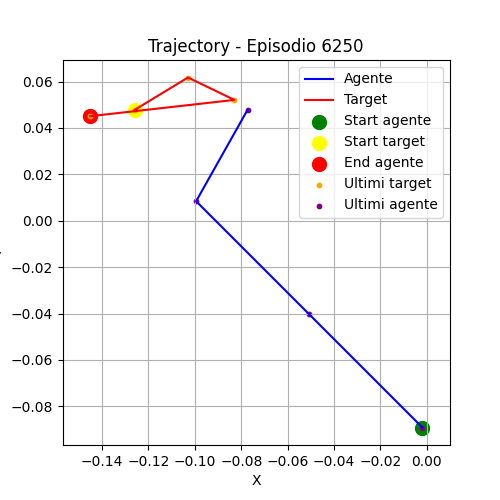 Trajectory - Episodio 6250
Agente
Target
Start agente
Start target
End agente
Ultimi target
Ultimi agente
0.06
0.04
0.02
0.00
−0.02
−0.04
−0.06
−0.08
−0.14 −0.12 −0.10 −0.08 −0.06 −0.04 −0.02 0.00
X